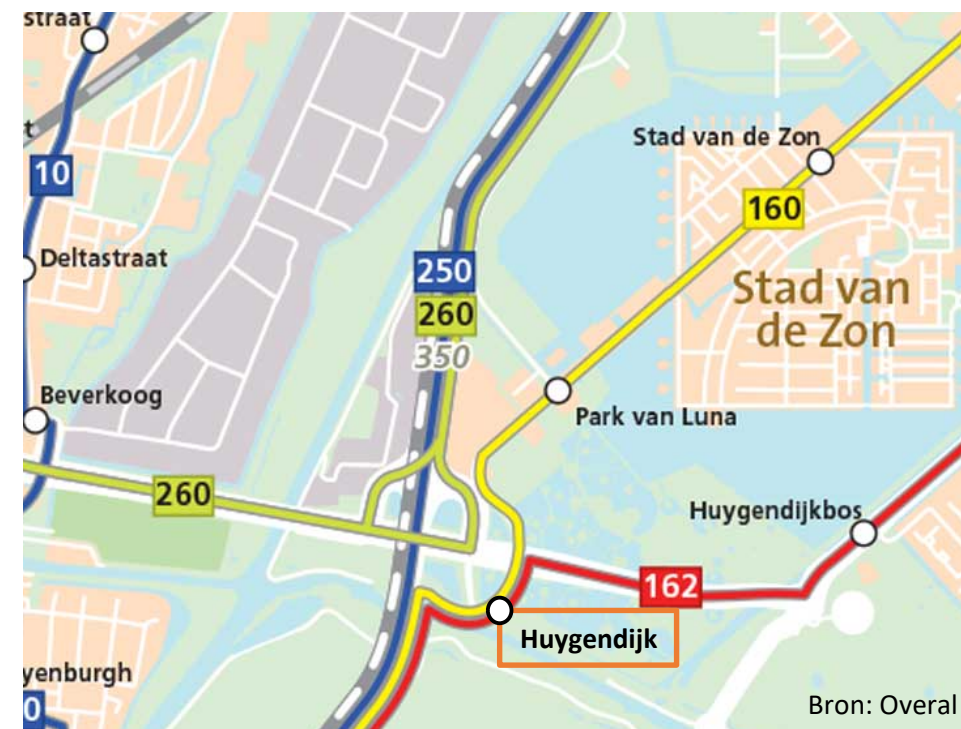 straat
t
10
Deltastraat
Beverkoog
260
250
260
350
Stad van de Zon
160
Stad van
de Zon
Park van Luna
Huygendijkbos
162
Huygendijk
yenburgh
0
Bron: Overal